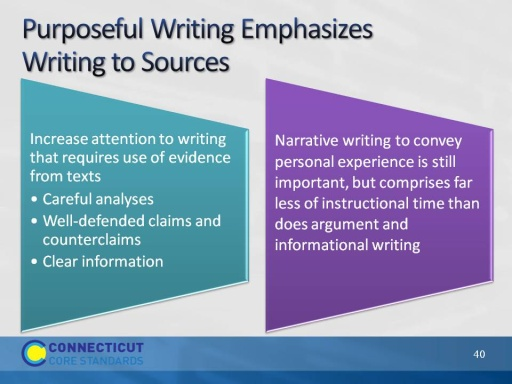 Purposeful Writing Emphasizes
Writing to Sources
Increase attention to writing
that requires use of evidence
from texts
• Careful analyses
• Well-defended claims and
counterclaims
• Clear information
Narrative writing to convey
personal experience is still
important, but comprises far
less of instructional time than
does argument and
informational writing
CONNECTICUT
CORE STANDARDS
40